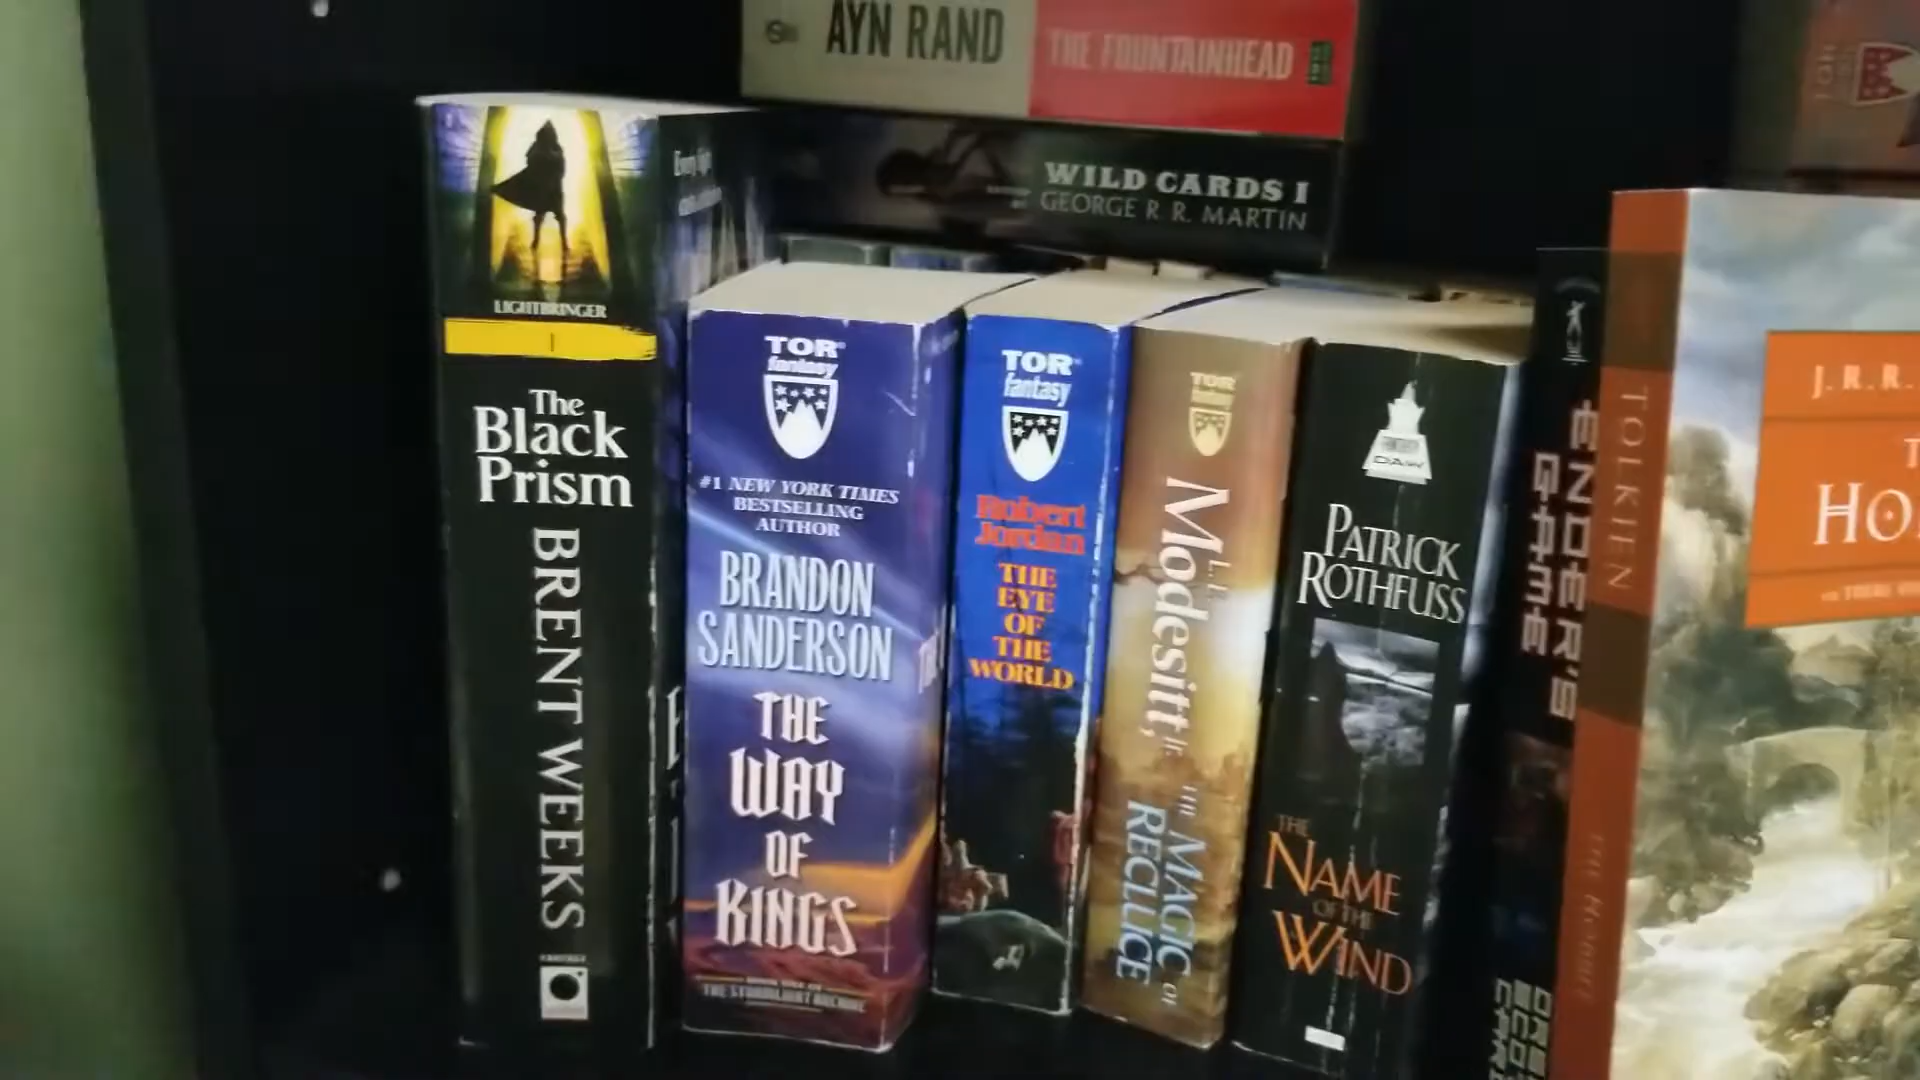 AYN RAND
THE FOUNTAINHEAD
WILD CARDS I
GEORGE R. R. MARTIN
LIGHTBRINGER
I
The
Black
Prism
BRENT WEEKS
TOR
fantasy
#1 NEW YORK TIMES
BESTSELLING
AUTHOR
BRANDON
SANDERSON
THE
WAY
OF
KINGS
THE STORMLIGHT ARCHIVE
TOR
fantasy
Robert
Jordan
THE
EYE
OF
THE
WORLD
TOR
fantasy
L. E.
Modesitt, Jr.
THE MAGIC OF
RECLUCE
FANTASY
DAW
PATRICK
ROTHFUSS
THE
NAME
OF THE
WIND
ENDER'S
GAME
TOLKIEN
THE HOBBIT
J.R.R.
HO